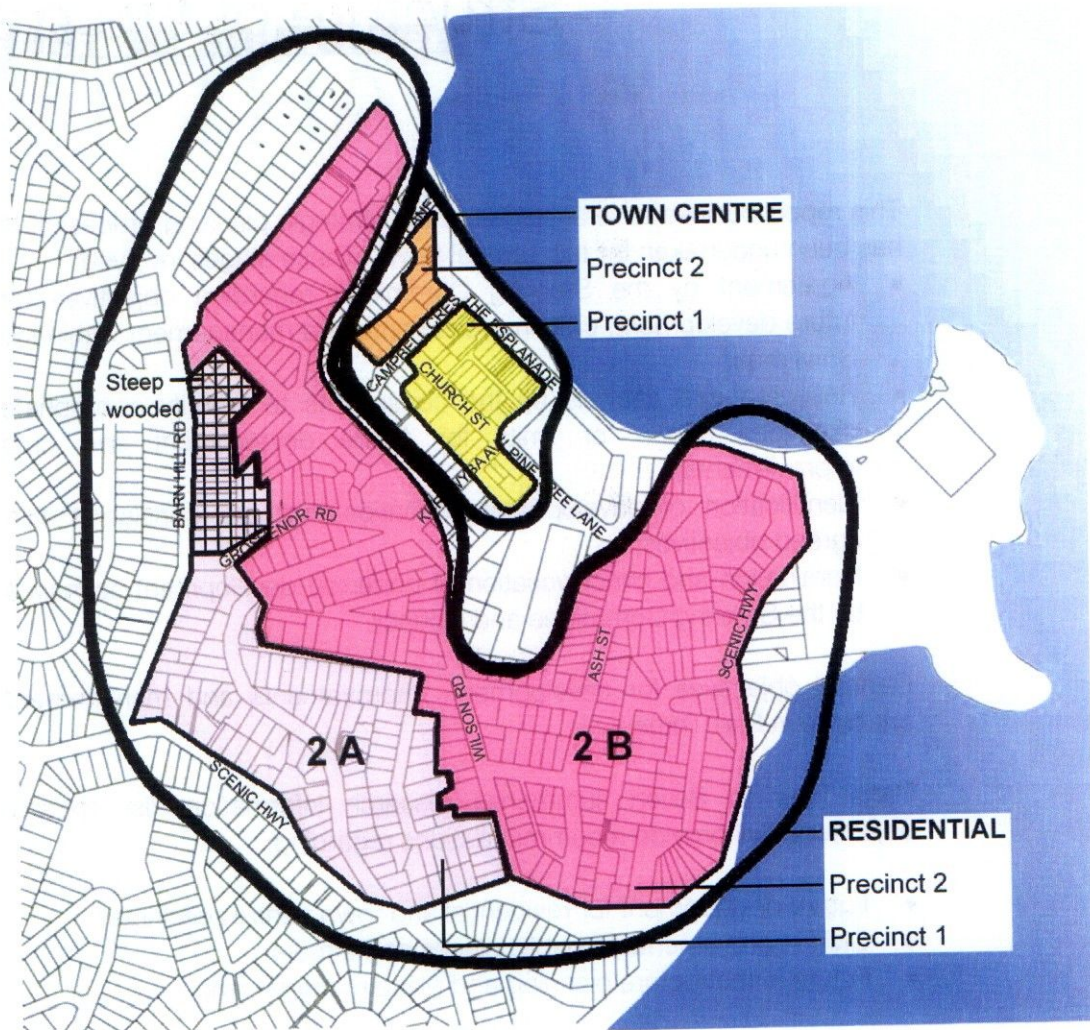 TOWN CENTRE
Precinct 2
Precinct 1
CAMPBELL CRES
THE ESPLANADE
CHURCH ST
Steep
wooded
BARN HILL RD
GROSVENOR RD
ASH ST
SCENIC HWY
WILSON RD
2 A
2 B
SCENIC HWY
RESIDENTIAL
Precinct 2
Precinct 1